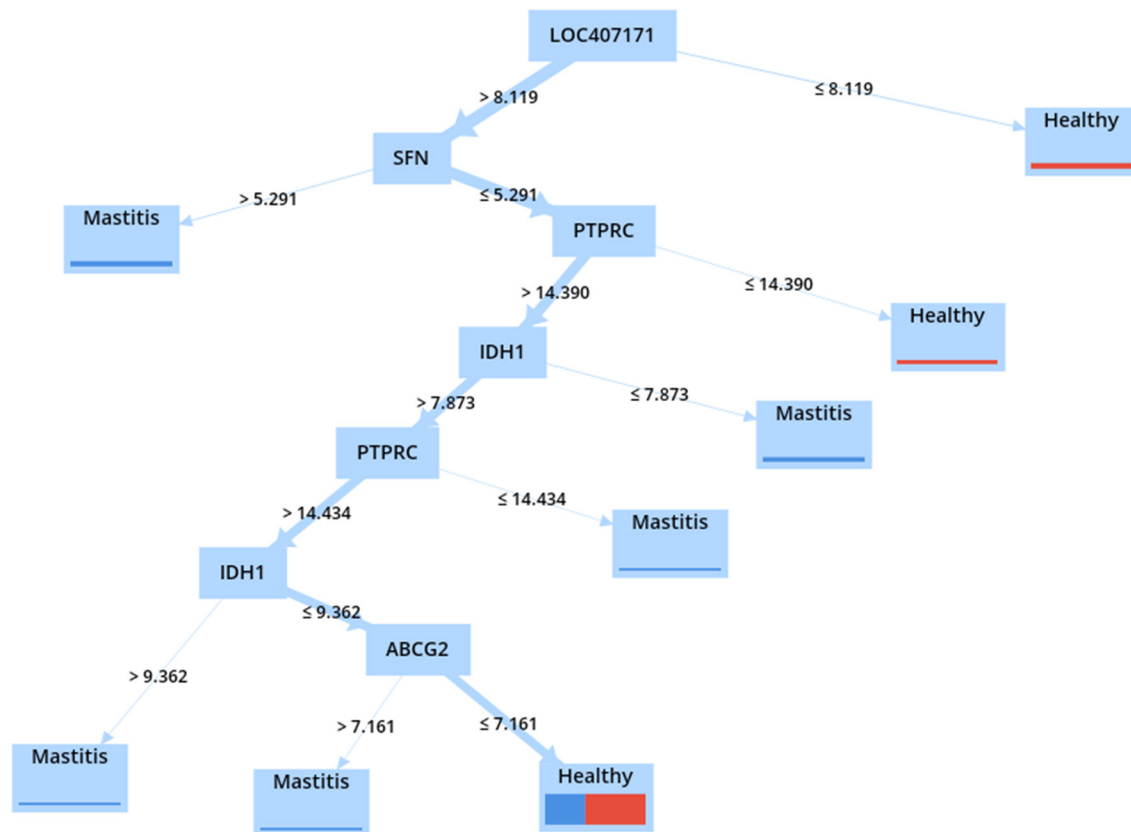 LOC407171
> 8.119
≤ 8.119
Healthy
SFN
> 5.291
≤ 5.291
Mastitis
PTPRC
> 14.390
≤ 14.390
Healthy
IDH1
> 7.873
≤ 7.873
Mastitis
PTPRC
> 14.434
≤ 14.434
Mastitis
IDH1
> 9.362
≤ 9.362
ABCG2
> 7.161
≤ 7.161
Mastitis
Mastitis
Healthy